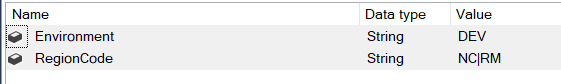 Name Data type Value
Environment String DEV
RegionCode String NC|RM